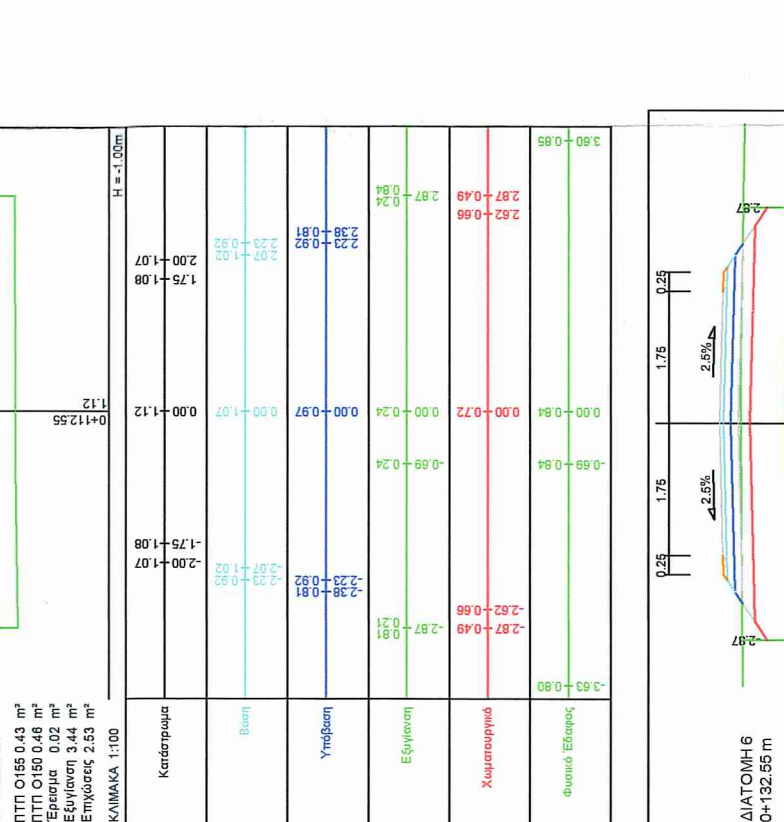 ΠΤΠ Ο155 0.43 m²
ΠΤΠ Ο150 0.46 m²
Έρεισμα 0.02 m²
Εξυγίανση 3.44 m²
Επιχώσεις 2.53 m²
ΚΛΙΜΑΚΑ 1:100
H = -1.00m
0+112.55
1.12
Κατάστρωμα
-2.00 1.07
-1.75 1.08
0.00 1.12
1.75 1.08
2.00 1.07
Βάση
-2.23 0.92
-2.07 1.02
0.00 1.07
2.07 1.02
2.23 0.92
Υπόβαση
-2.38 0.81
-2.23 0.92
0.00 0.97
2.23 0.92
2.38 0.81
Εξυγίανση
-2.87 0.81 0.21
-0.69 0.24
0.00 0.24
2.87 0.24 0.84
Χωματουργικό
-2.87 0.49
-2.62 0.66
0.00 0.72
2.62 0.66
2.87 0.49
Φυσικό Έδαφος
-3.63 0.80
-0.69 0.84
0.00 0.84
3.60 0.85
ΔΙΑΤΟΜΗ 6
0+132.55 m
0.25
1.75
1.75
0.25
2.5%
2.5%
-2.87
2.87